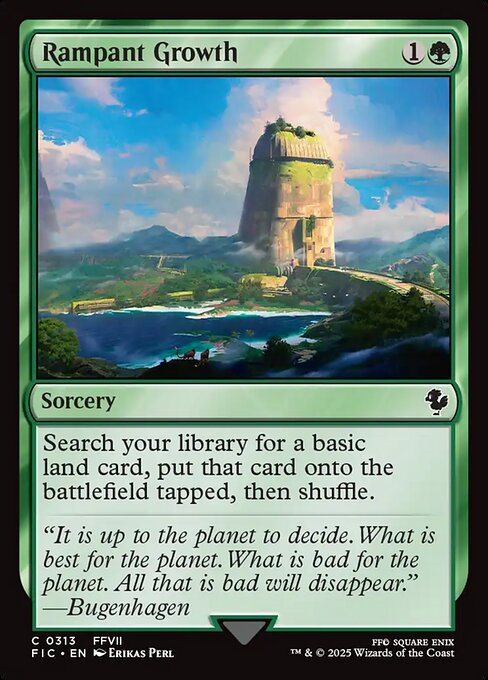 Rampant Growth 1
Sorcery
Search your library for a basic
land card, put that card onto the
battlefield tapped, then shuffle.
“It is up to the planet to decide. What is
best for the planet. What is bad for the
planet. All that is bad will disappear.”
—Bugenhagen
C 0313 FFVII
FIC • EN Erikas Perl
FF® SQUARE ENIX
™ & © 2025 Wizards of the Coast